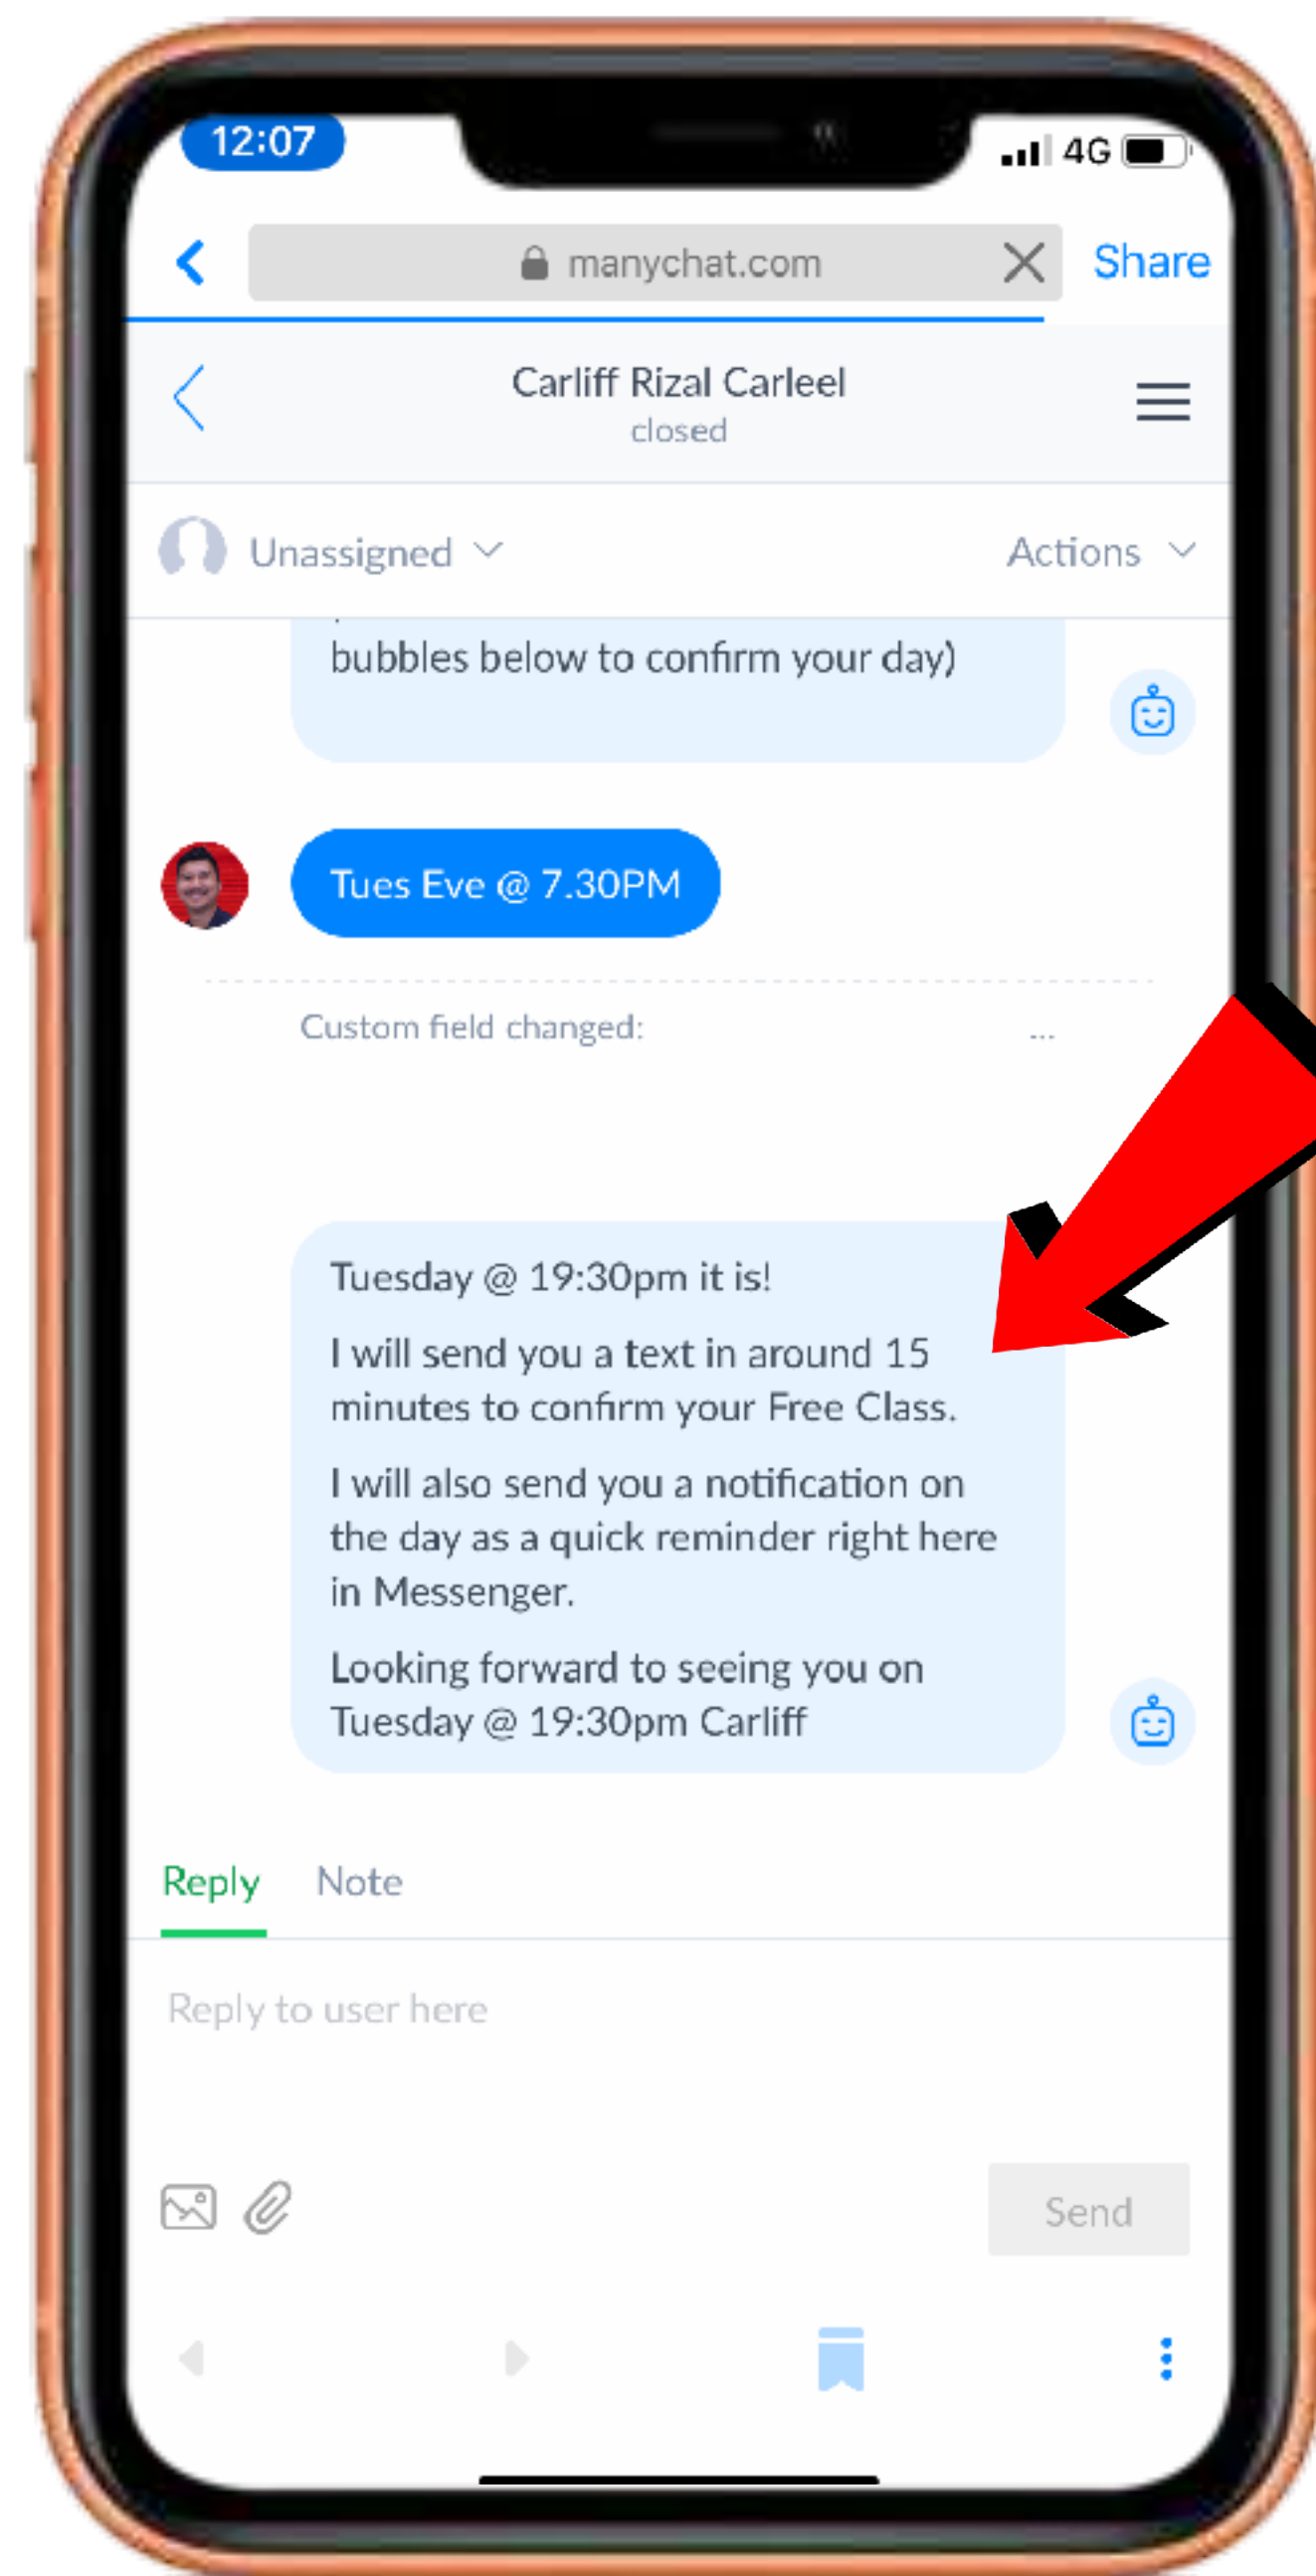 12:07
4G
manychat.com
Share
Carliff Rizal Carleel
closed
Unassigned
Actions
bubbles below to confirm your day)
Tues Eve @ 7.30PM
Custom field changed:
...
Tuesday @ 19:30pm it is!
I will send you a text in around 15
minutes to confirm your Free Class.
I will also send you a notification on
the day as a quick reminder right here
in Messenger.
Looking forward to seeing you on
Tuesday @ 19:30pm Carliff
Reply
Note
Reply to user here
Send